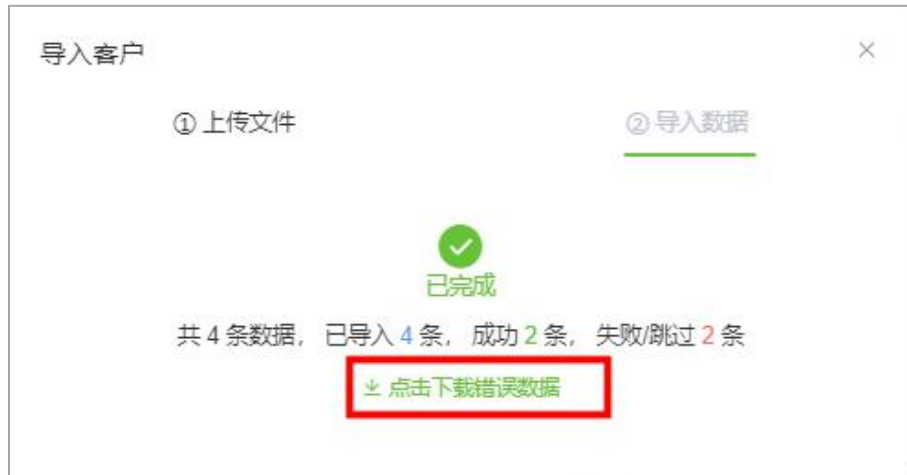 导入客户
① 上传文件 ② 导入数据
已完成
共 4 条数据, 已导入 4 条, 成功 2 条, 失败/跳过 2 条
点击下载错误数据